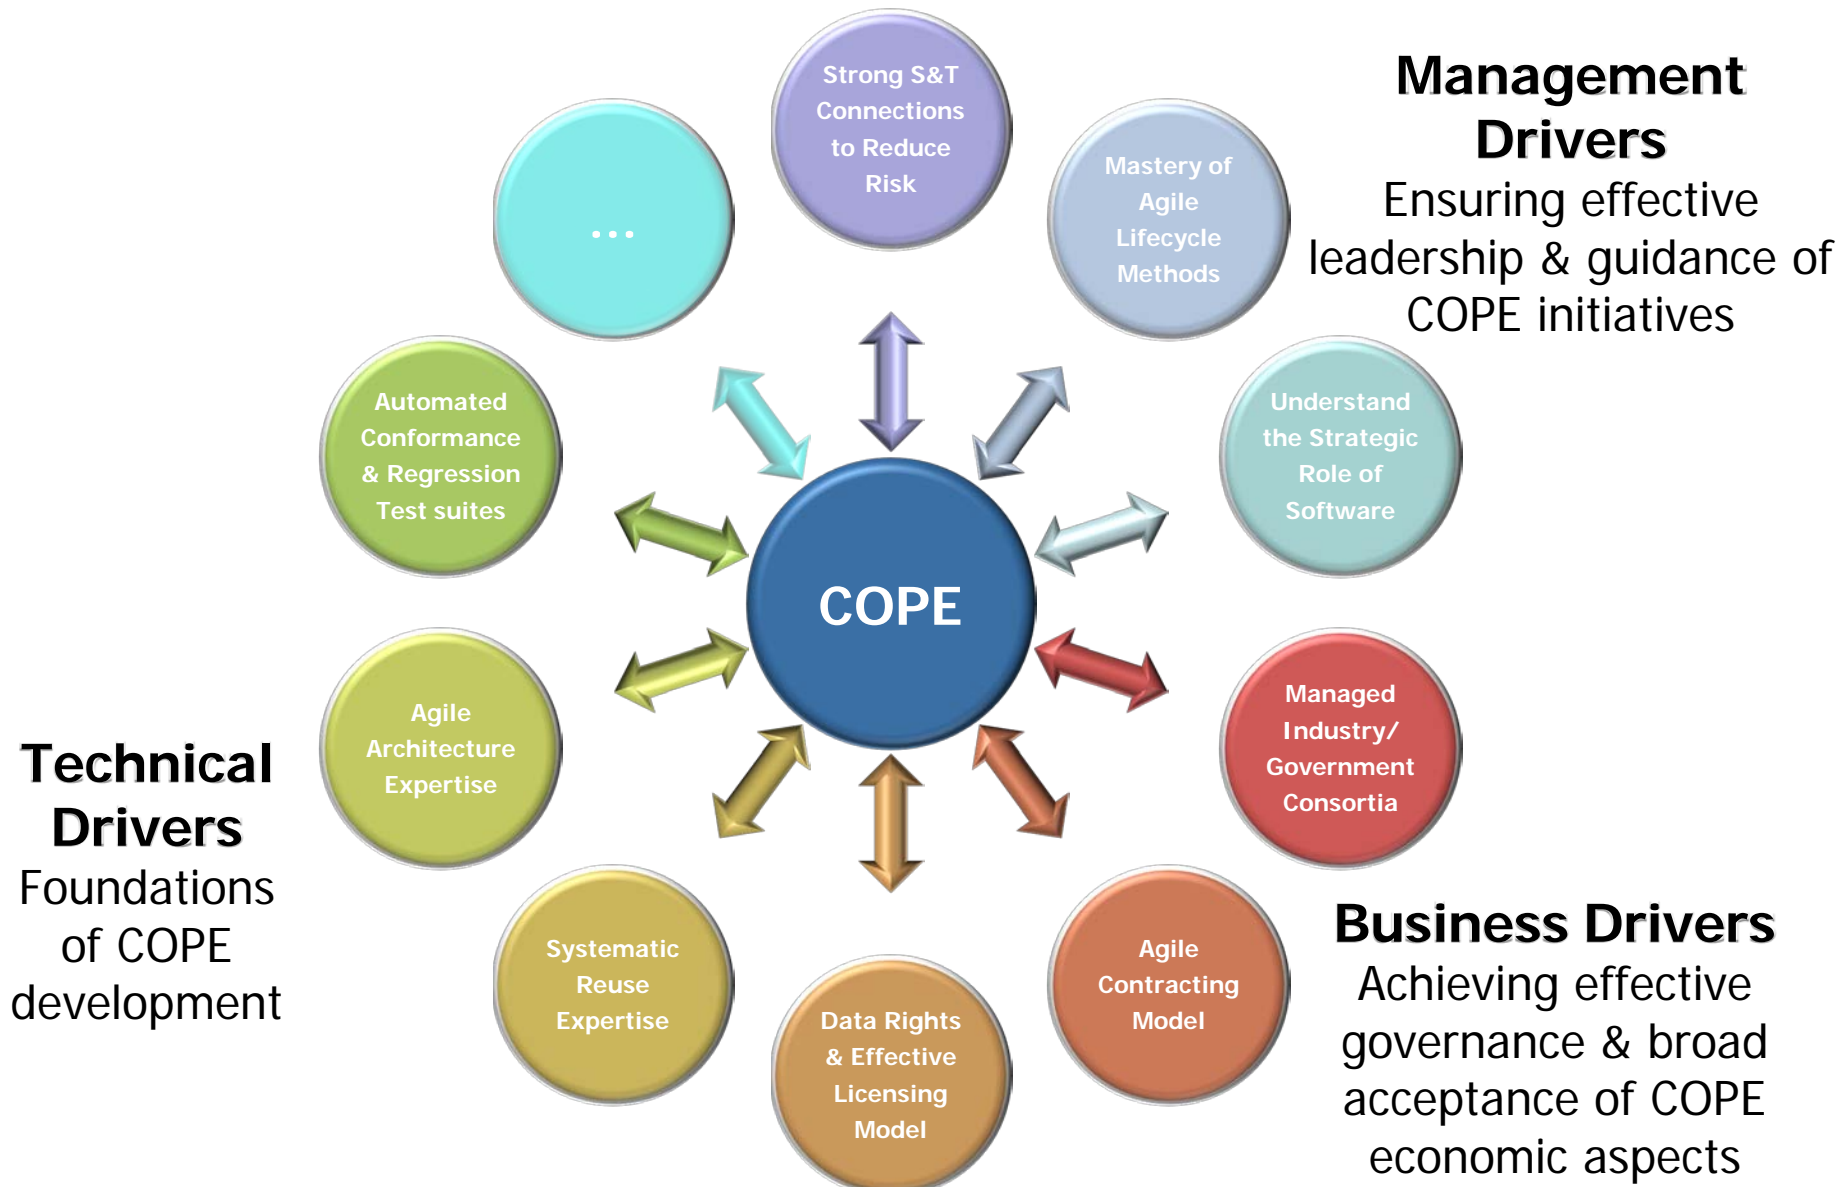 Strong S&T
Connections
to Reduce
Risk
Mastery of
Agile
Lifecycle
Methods
Management
Drivers
Ensuring effective
leadership & guidance of
COPE initiatives
...
Automated
Conformance
& Regression
Test suites
Understand
the Strategic
Role of
Software
COPE
Agile
Architecture
Expertise
Managed
Industry/
Government
Consortia
Technical
Drivers
Foundations
of COPE
development
Systematic
Reuse
Expertise
Data Rights
& Effective
Licensing
Model
Agile
Contracting
Model
Business Drivers
Achieving effective
governance & broad
acceptance of COPE
economic aspects